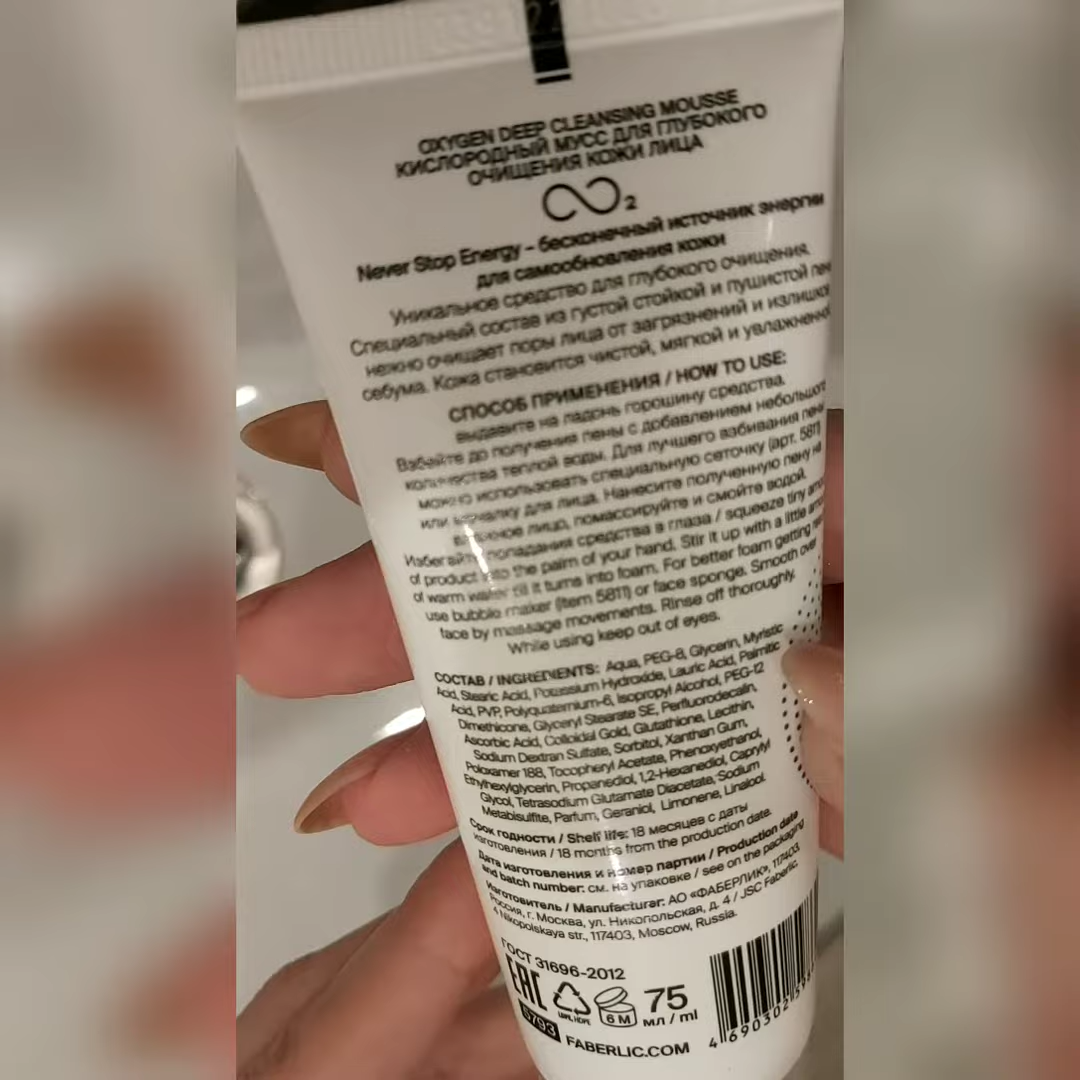 OXYGEN DEEP CLEANSING MOUSSE
КИСЛОРОДНЫЙ МУСС ДЛЯ ГЛУБОКОГО
ОЧИЩЕНИЯ КОЖИ ЛИЦА
2
Never Stop Energy – бесконечный источник энергии
для самообновления кожи
Уникальное средство для глубокого очищения.
Специальный состав из густой стойкой и пушистой
нежно очищает поры лица от загрязнений и
себума. Кожа становится чистой, мягкой и
СПОСОБ ПРИМЕНЕНИЯ / HOW TO USE:
выдавите на ладонь горошину средства.
Взбейте до получения пены с добавлением
количества теплой воды. Для лучшего взбивания
можно использовать специальную сеточку (арт. 5811)
или мочалку для лица. Нанесите полученную пену на
влажное лицо, помассируйте и смойте водой.
Избегайте попадания средства в глаза / squeeze tiny
of product into the palm of your hand. Stir it up with a little
of warm water till it turns into foam. For better foam getting
use bubble maker (item 5811) or face sponge. Smooth over
face by massage movements. Rinse off thoroughly.
While using keep out of eyes.
СОСТАВ / INGREDIENTS: Aqua, PEG-8, Glycerin, Myristic
Acid, Stearic Acid, Potassium Hydroxide, Lauric Acid, Palmitic
Acid, PVP, Polyquaternium-6, Isopropyl Alcohol, PEG-12
Dimethicone, Glyceryl Stearate SE, Perfluorodecalin,
Ascorbic Acid, Colloidal Gold, Glutathione, Lecithin,
Sodium Dextran Sulfate, Sorbitol, Xanthan Gum,
Poloxamer 188, Tocopheryl Acetate, Phenoxyethanol,
Ethylhexylglycerin, Propanediol, 1,2-Hexanediol, Caprylyl
Glycol, Tetrasodium Glutamate Diacetate, Sodium
Metabisulfite, Parfum, Geraniol, Limonene, Linalool.
Срок годности / Shelf life: 18 месяцев с даты
изготовления / 18 months from the production date.
Дата изготовления и номер партии / Production date
and batch number: см. на упаковке / see on the packaging
Изготовитель / Manufacturer: АО «ФАБЕРЛИК», 117403,
Россия, г. Москва, ул. Никопольская, д. 4 / JSC Faberlic.
4 Nikopolskaya str., 117403, Moscow, Russia.
ГОСТ 31696-2012
EAC
6 M
75
мл / ml
5793
FABERLIC.COM
4 690302